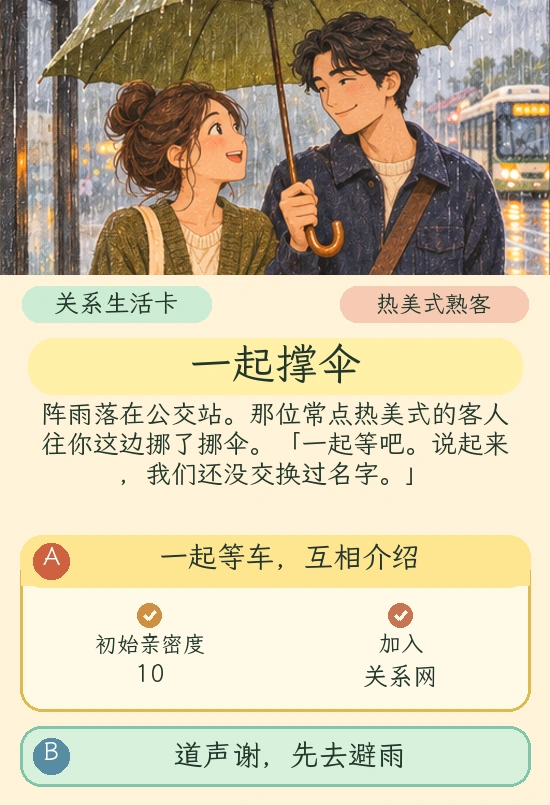 关系生活卡
热美式熟客
一起撑伞
阵雨落在公交站。那位常点热美式的客人
往你这边挪了挪伞。「一起等吧。说起来
，我们还没交换过名字。」
A
一起等车，互相介绍
初始亲密度
10
加入
关系网
B
道声谢，先去避雨